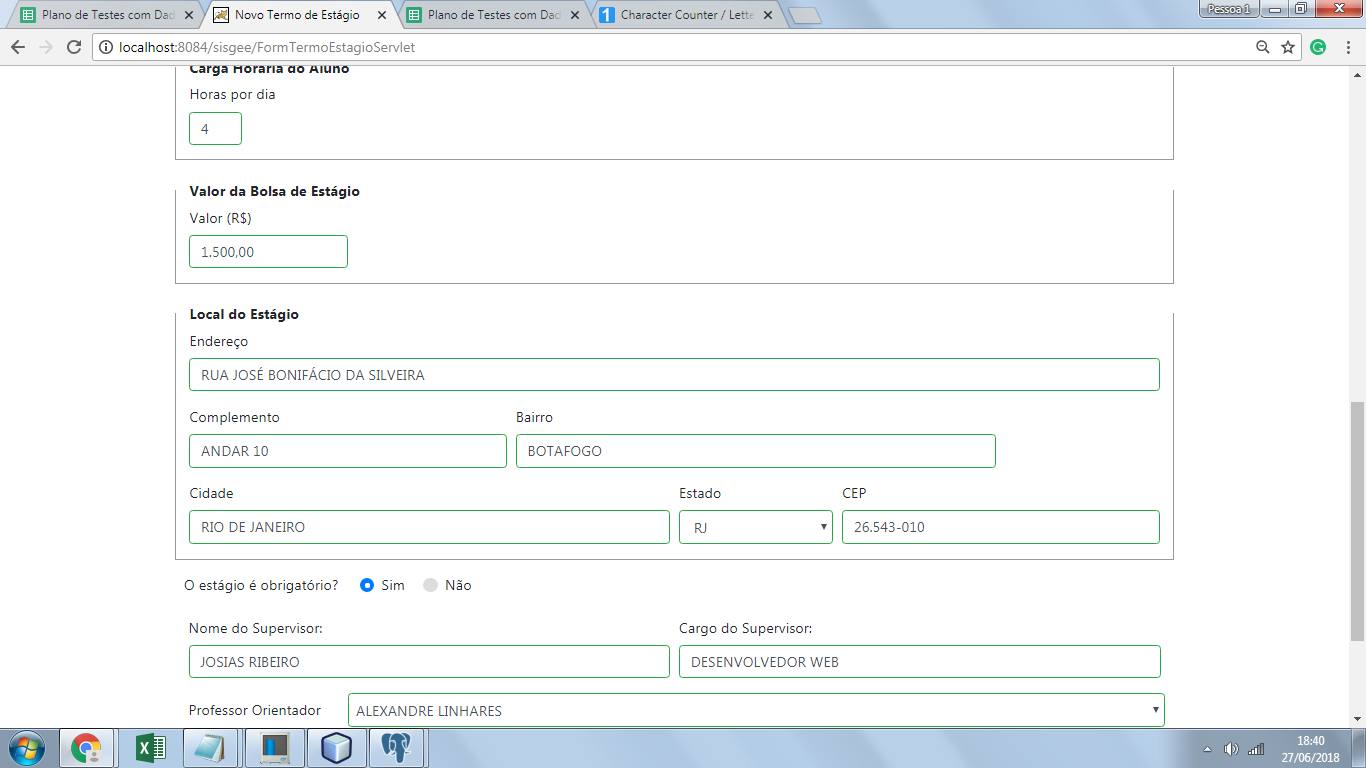 Plano de Testes com Dad
Novo Termo de Estágio
Plano de Testes com Dad
Character Counter / Lette
Pessoa 1
localhost:8084/sisgee/FormTermoEstagioServlet
Carga Horária do Aluno
Horas por dia
4
Valor da Bolsa de Estágio
Valor (R$)
1.500,00
Local do Estágio
Endereço
RUA JOSÉ BONIFÁCIO DA SILVEIRA
Complemento Bairro
ANDAR 10 BOTAFOGO
Cidade Estado CEP
RIO DE JANEIRO RJ 26.543-010
O estágio é obrigatório? Sim Não
Nome do Supervisor: Cargo do Supervisor:
JOSIAS RIBEIRO DESENVOLVEDOR WEB
Professor Orientador ALEXANDRE LINHARES
18:40
27/06/2018